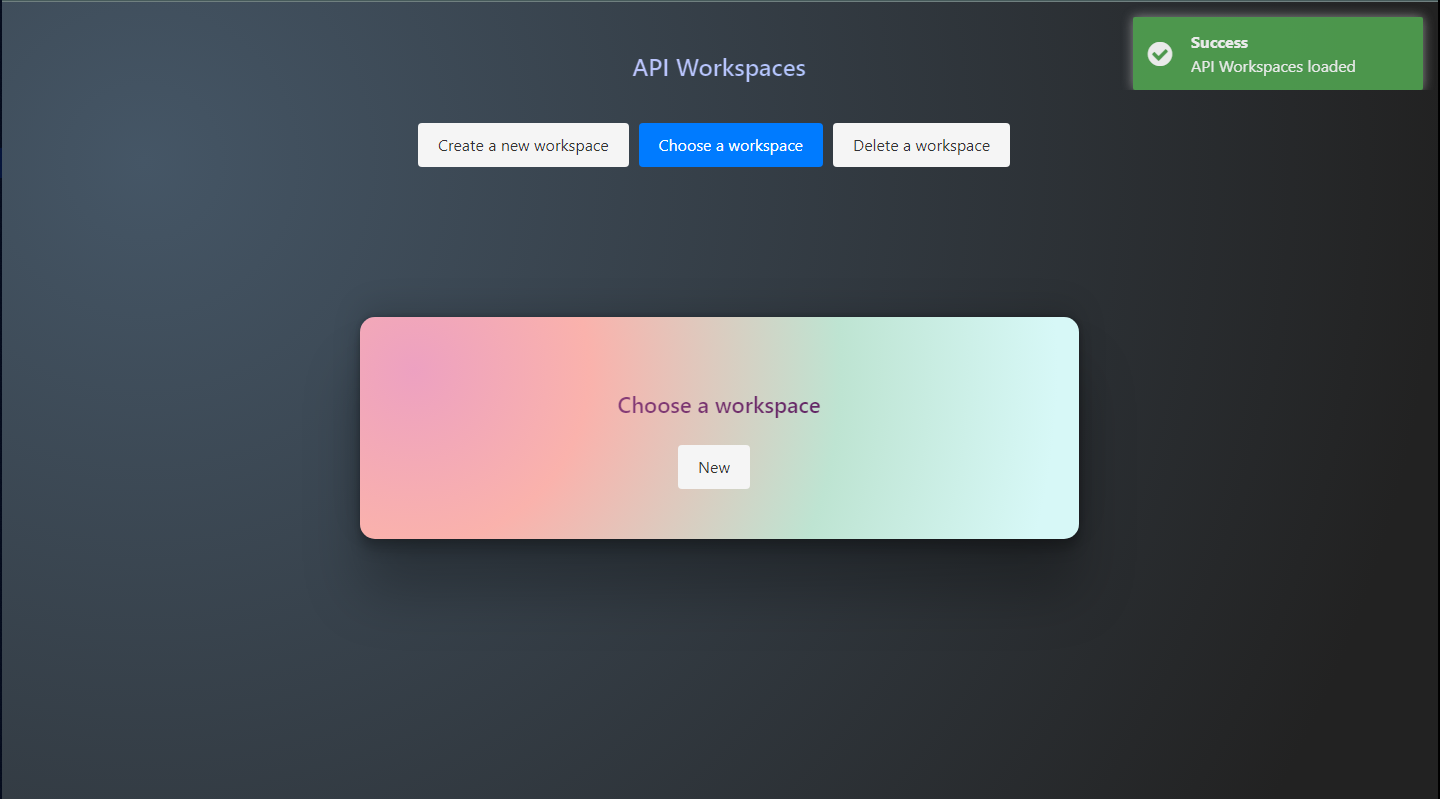 API Workspaces
Success
API Workspaces loaded
Create a new workspace
Choose a workspace
Delete a workspace
Choose a workspace
New